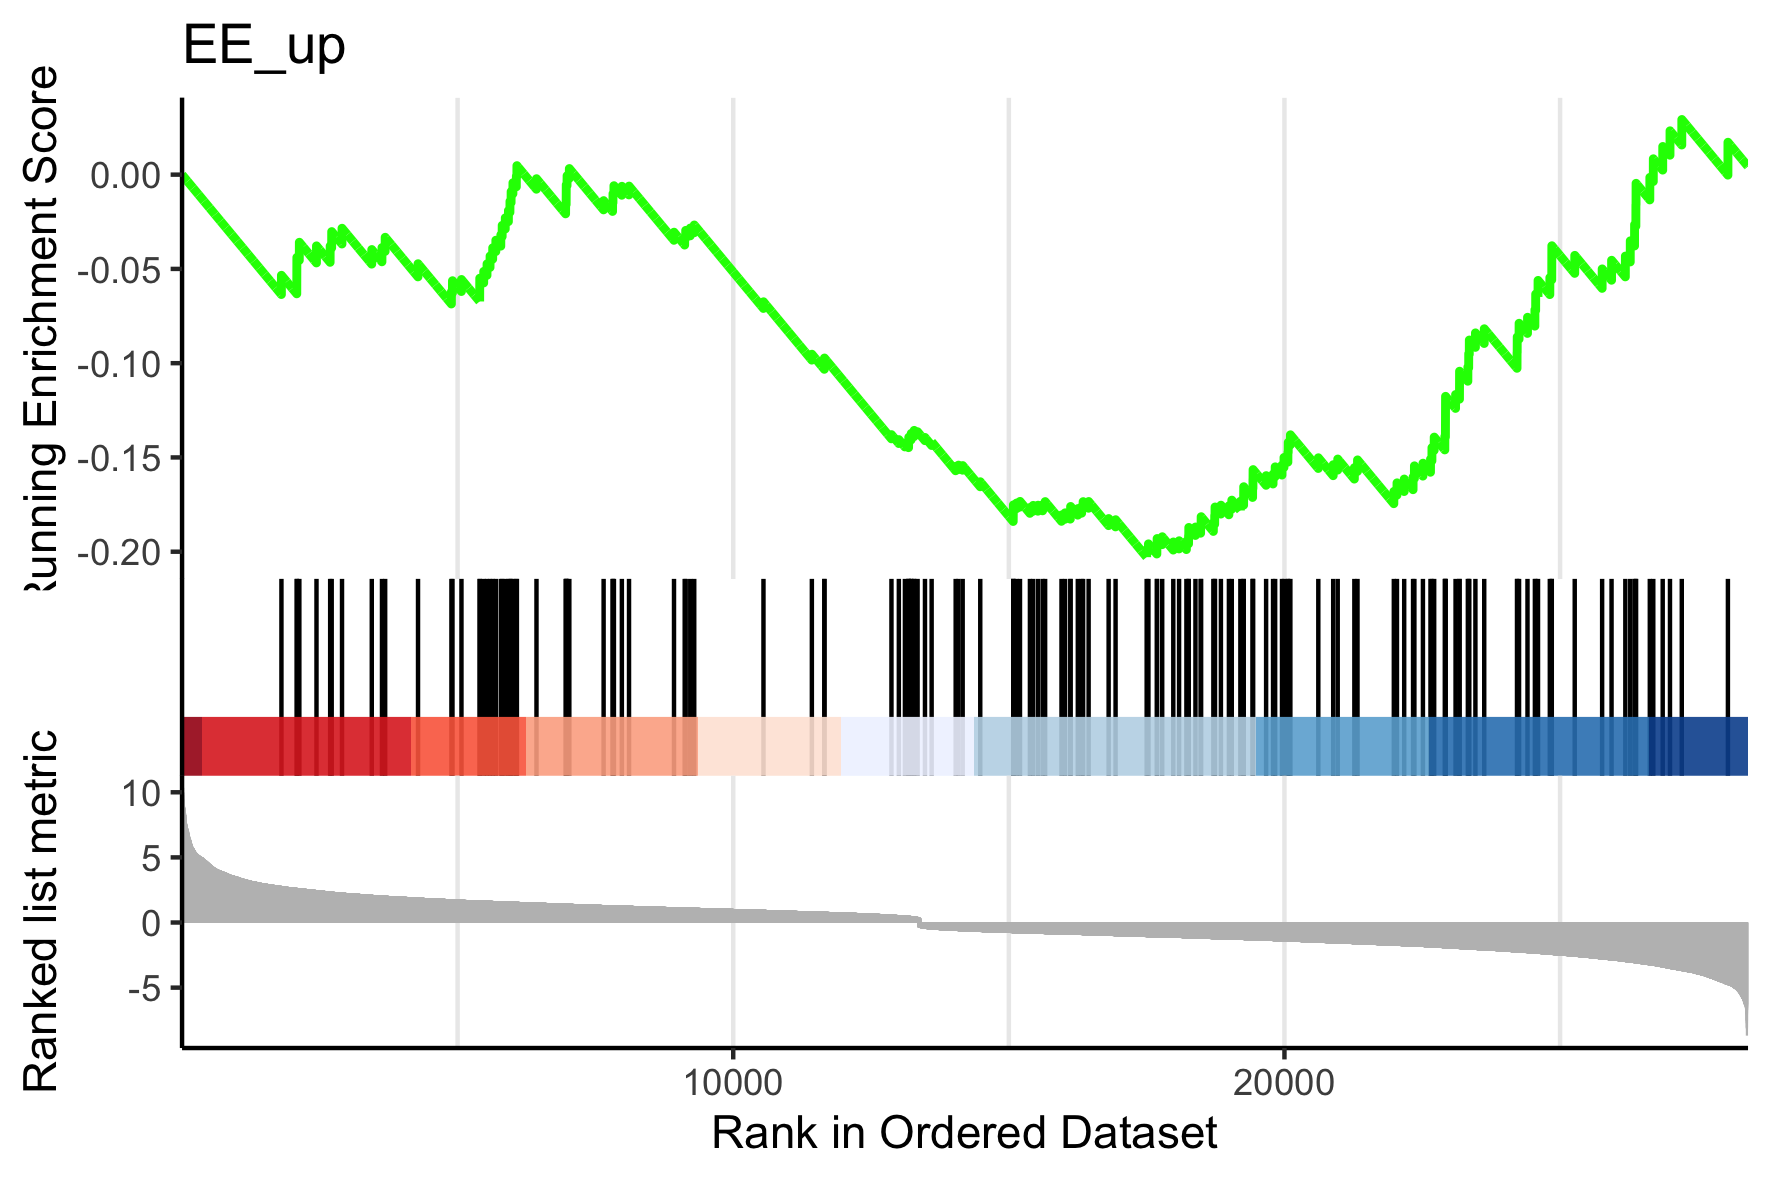 EE_up
Running Enrichment Score
0.00
-0.05
-0.10
-0.15
-0.20
Ranked list metric
10
5
0
-5
10000
20000
Rank in Ordered Dataset